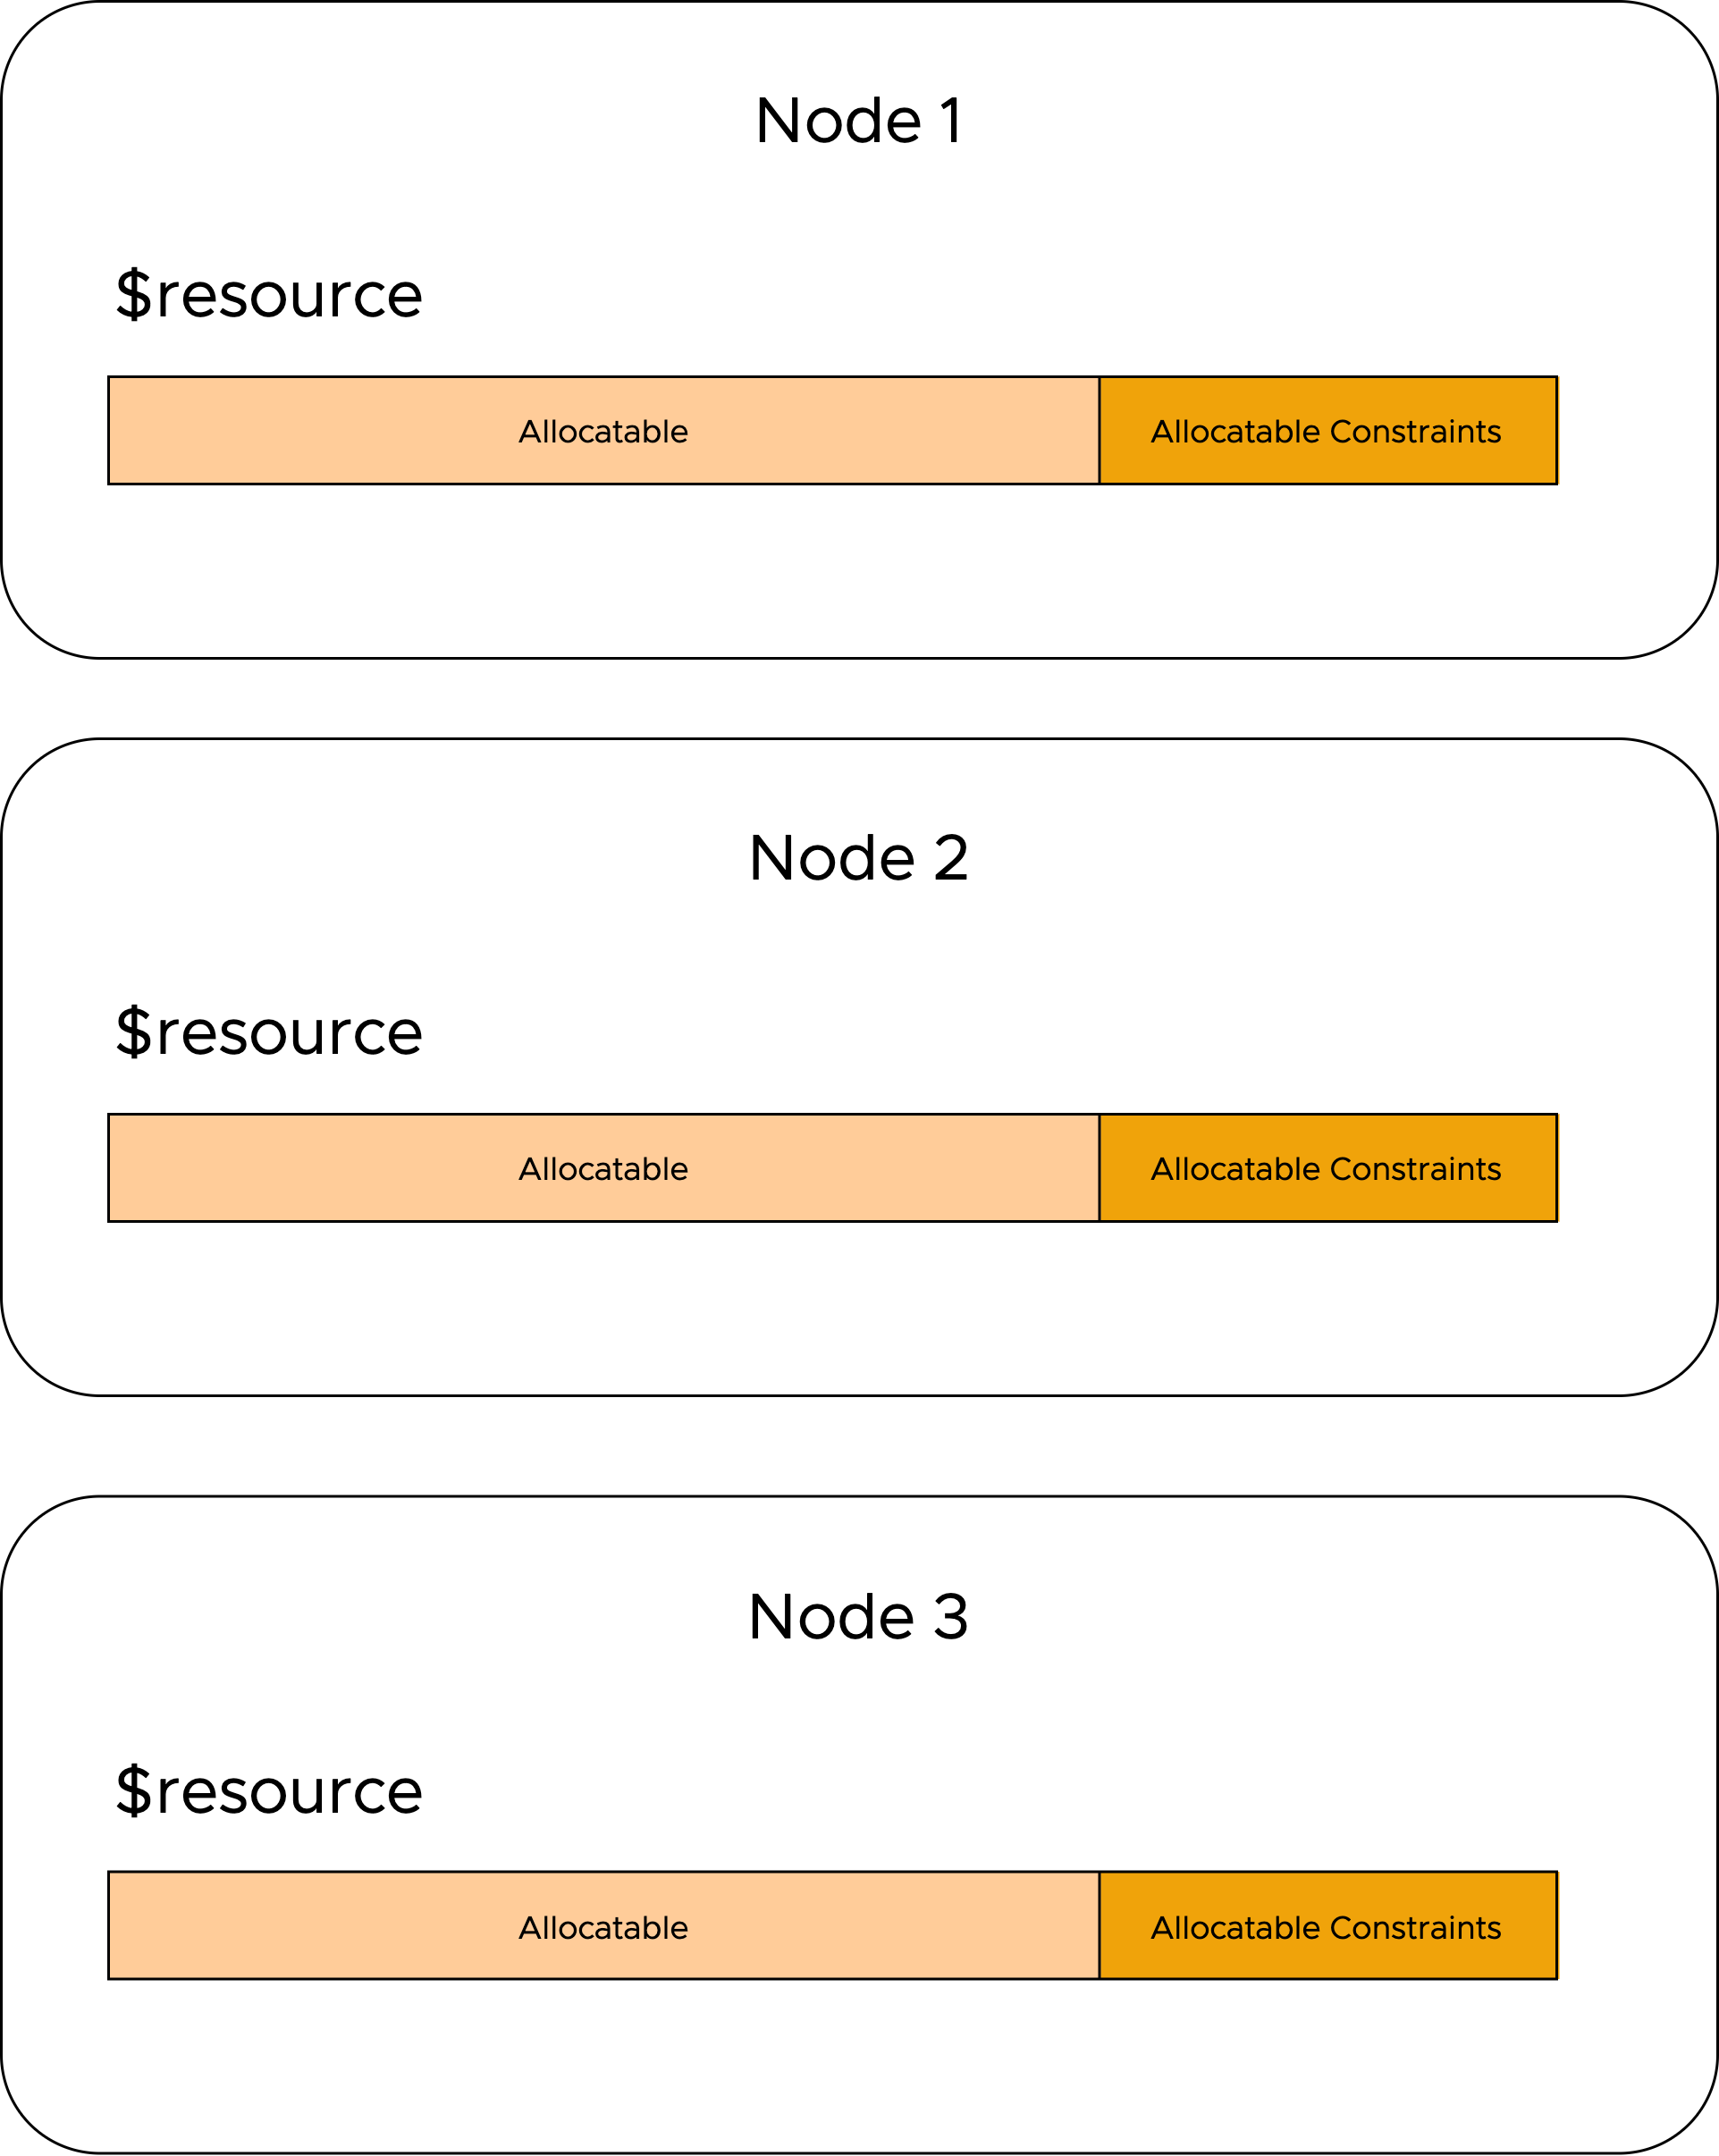 Node 1
$resource
Allocatable Allocatable Constraints
Node 2
$resource
Allocatable Allocatable Constraints
Node 3
$resource
Allocatable Allocatable Constraints